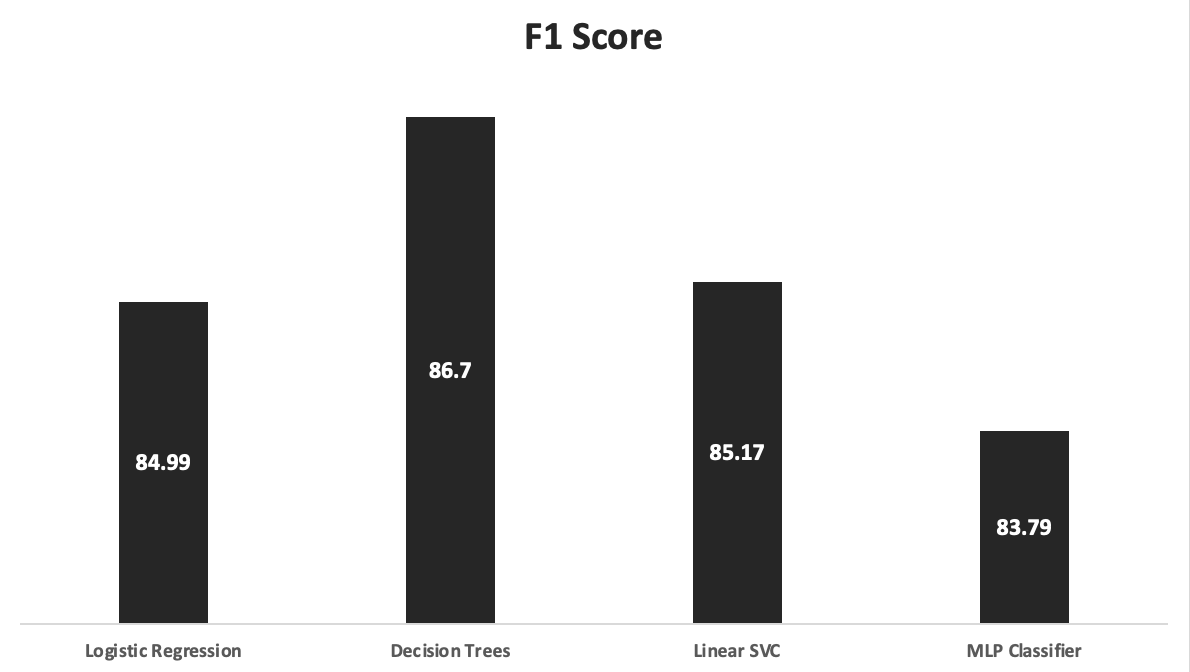 F1 Score
84.99
86.7
85.17
83.79
Logistic Regression
Decision Trees
Linear SVC
MLP Classifier